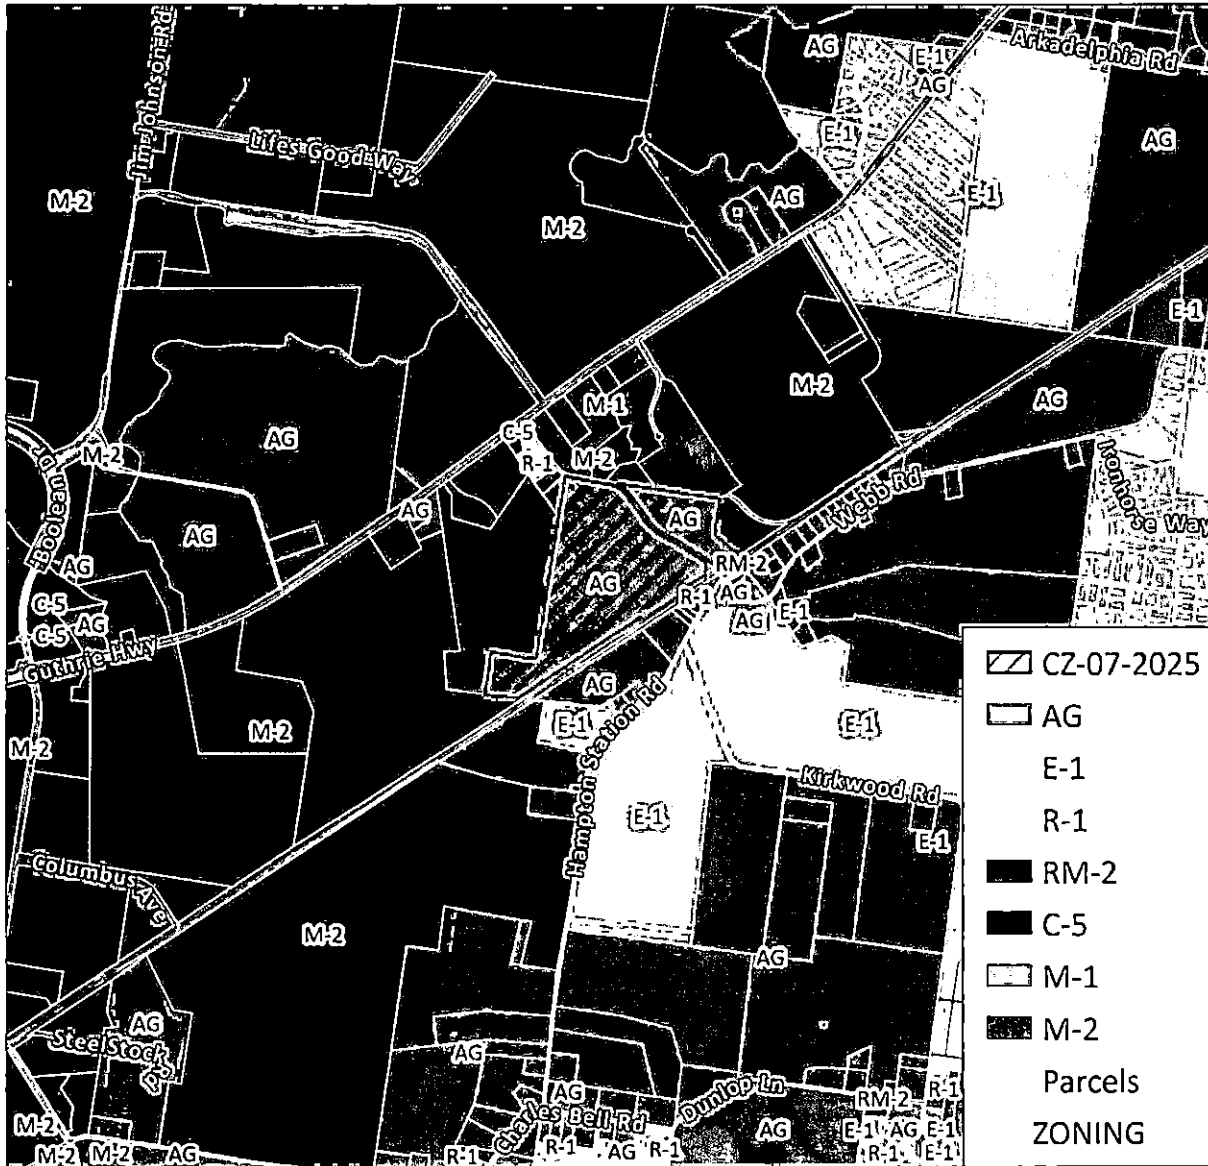 AG
E-1
Arkadelphia Rd
AG
Jim Johnson Rd
Lifes Good Way
E-1
AG
M-2
AG
E-1
M-2
E-1
M-2
AG
M-1
C-5
AG
M-2
R-1
M-2
Jd Booleau
AG
Webb Rd
Ironhorse Way
AG
AG
AG
RM-2
AG
R-1
AG
AG
E-1
C-5
C-5
AG
Guthrie Hwy
AG
Hampton Station Rd
E-1
E-1
M-2
M-2
Kirkwood Rd
E-1
E-1
Columbus Ave
M-2
AG
AG
Steel Stock Rd
AG
AG
Charles Bell Rd
Dunlop Ln
RM-2
R-1
M-2
M-2
M-2
AG
R-1
R-1
AG
R-1
AG
E-1
AG
E-1
R-1
E-1
CZ-07-2025
AG
E-1
R-1
RM-2
C-5
M-1
M-2
Parcels
ZONING